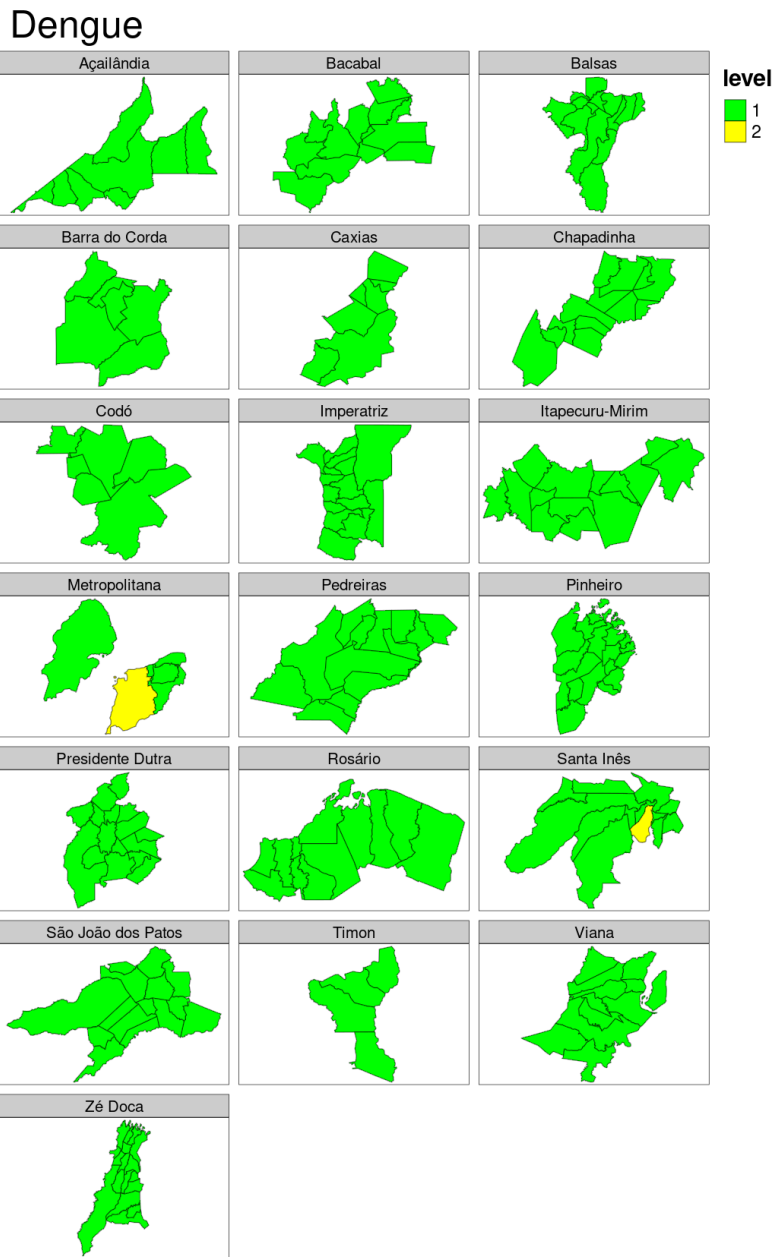 Dengue
Açailândia
Bacabal
Balsas
level
1
2
Barra do Corda
Caxias
Chapadinha
Codó
Imperatriz
Itapecuru-Mirim
Metropolitana
Pedreiras
Pinheiro
Presidente Dutra
Rosário
Santa Inês
São João dos Patos
Timon
Viana
Zé Doca